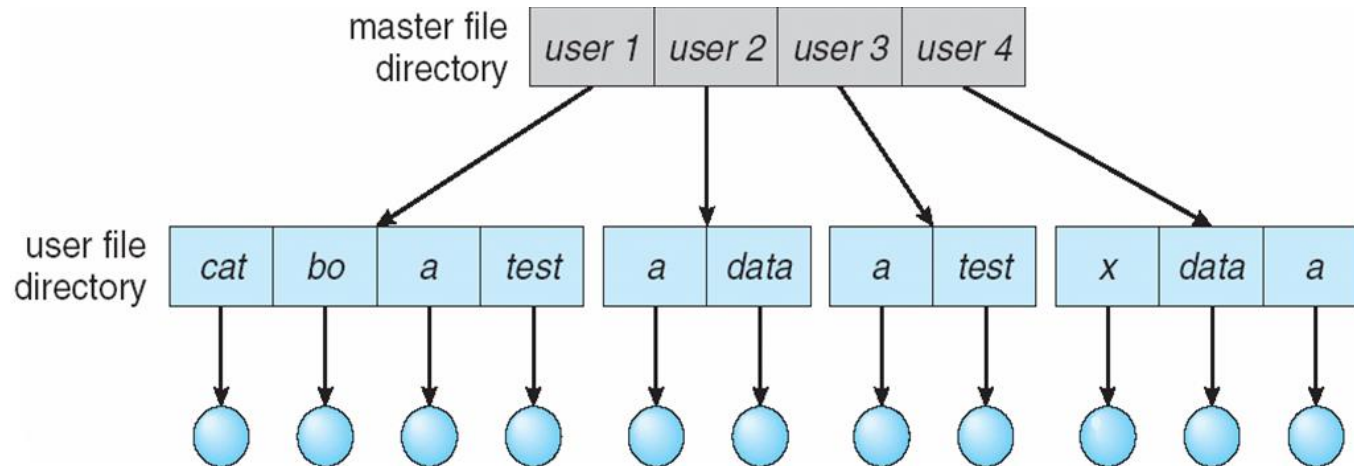 master file directory
user 1 user 2 user 3 user 4
user file directory
cat bo a test a data a test x data a